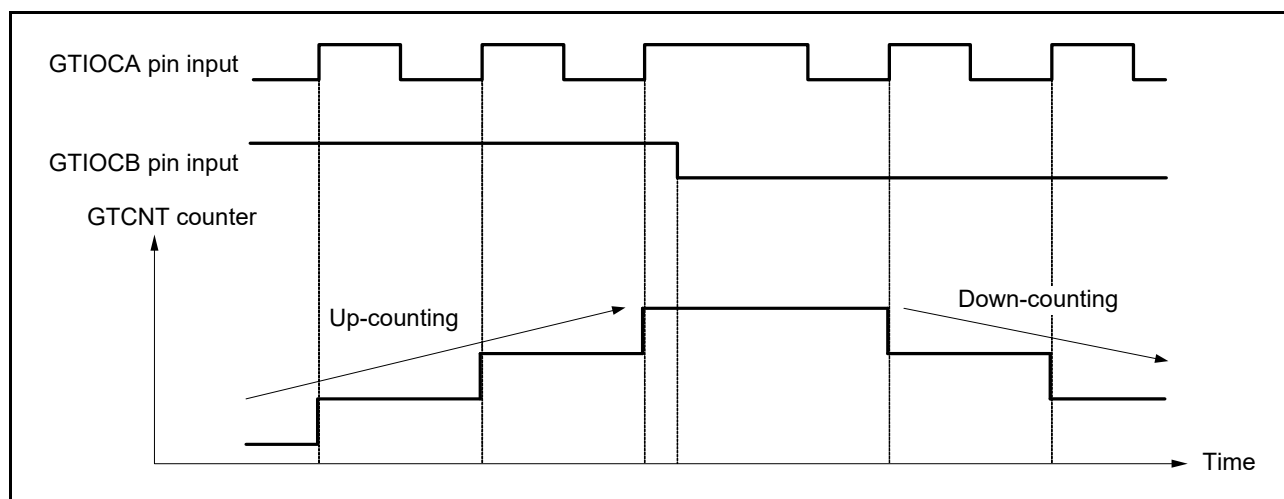 GTIOCA pin input
GTIOCB pin input
GTCNT counter
Up-counting
Down-counting
Time